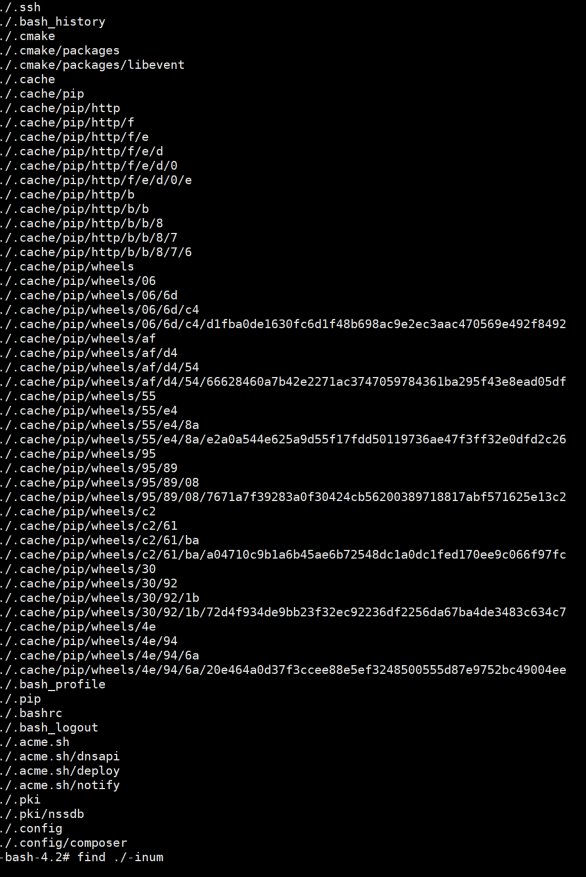 ./.ssh
./.bash_history
./.cmake
./.cmake/packages
./.cmake/packages/libevent
./.cache
./.cache/pip
./.cache/pip/http
./.cache/pip/http/f
./.cache/pip/http/f/e
./.cache/pip/http/f/e/d
./.cache/pip/http/f/e/d/0
./.cache/pip/http/f/e/d/0/e
./.cache/pip/http/b
./.cache/pip/http/b/b
./.cache/pip/http/b/b/8
./.cache/pip/http/b/b/8/7
./.cache/pip/http/b/b/8/7/6
./.cache/pip/wheels
./.cache/pip/wheels/06
./.cache/pip/wheels/06/6d
./.cache/pip/wheels/06/6d/c4
./.cache/pip/wheels/06/6d/c4/d1fba0de1630fc6d1f48b698ac9e2ec3aac470569e492f8492
./.cache/pip/wheels/af
./.cache/pip/wheels/af/d4
./.cache/pip/wheels/af/d4/54
./.cache/pip/wheels/af/d4/54/66628460a7b42e2271ac3747059784361ba295f43e8ead05df
./.cache/pip/wheels/55
./.cache/pip/wheels/55/e4
./.cache/pip/wheels/55/e4/8a
./.cache/pip/wheels/55/e4/8a/e2a0a544e625a9d55f17fdd50119736ae47f3ff32e0dfd2c26
./.cache/pip/wheels/95
./.cache/pip/wheels/95/89
./.cache/pip/wheels/95/89/08
./.cache/pip/wheels/95/89/08/7671a7f39283a0f30424cb56200389718817abf571625e13c2
./.cache/pip/wheels/c2
./.cache/pip/wheels/c2/61
./.cache/pip/wheels/c2/61/ba
./.cache/pip/wheels/c2/61/ba/a04710c9b1a6b45ae6b72548dc1a0dc1fed170ee9c066f97fc
./.cache/pip/wheels/30
./.cache/pip/wheels/30/92
./.cache/pip/wheels/30/92/1b
./.cache/pip/wheels/30/92/1b/72d4f934de9bb23f32ec92236df2256da67ba4de3483c634c7
./.cache/pip/wheels/4e
./.cache/pip/wheels/4e/94
./.cache/pip/wheels/4e/94/6a
./.cache/pip/wheels/4e/94/6a/20e464a0d37f3ccee88e5ef3248500555d87e9752bc49004ee
./.bash_profile
./.pip
./.bashrc
./.bash_logout
./.acme.sh
./.acme.sh/dnsapi
./.acme.sh/deploy
./.acme.sh/notify
./.pki
./.pki/nssdb
./.config
./.config/composer
-bash-4.2# find ./-inum